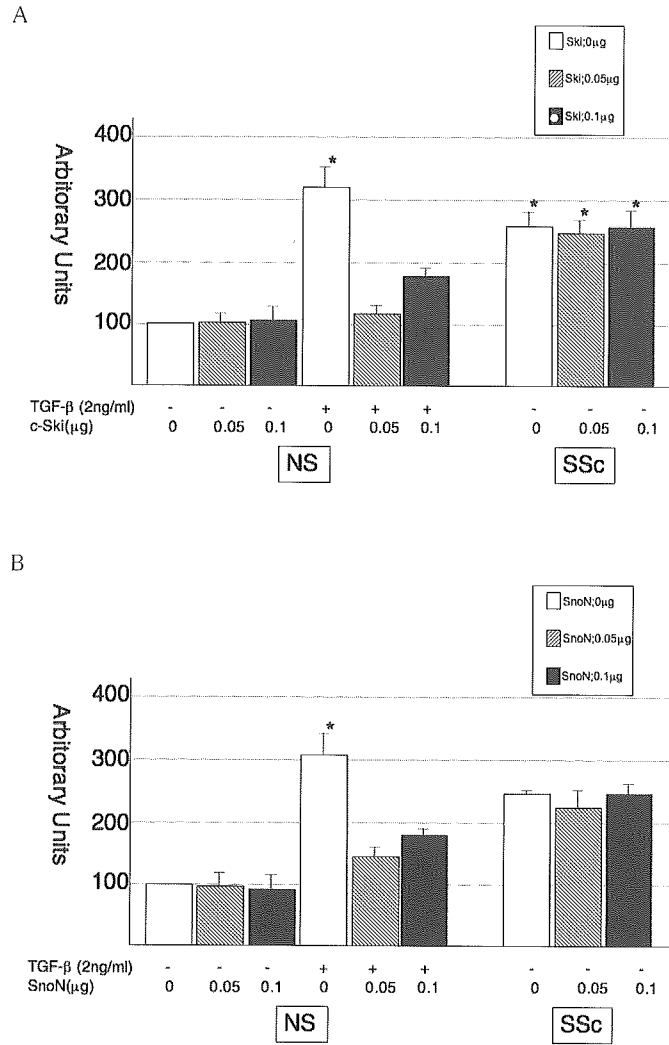 A
Ski;0μg
Ski;0.05μg
Ski;0.1μg
Arbitorary Units
400
300
200
100
* * * *
TGF-β (2ng/ml) - - - + + + - - -
c-Ski(μg) 0 0.05 0.1 0 0.05 0.1 0 0.05 0.1
NS SSc
B
SnoN;0μg
SnoN;0.05μg
SnoN;0.1μg
Arbitorary Units
400
300
200
100
*
TGF-β (2ng/ml) - - - + + + - - -
SnoN(μg) 0 0.05 0.1 0 0.05 0.1 0 0.05 0.1
NS SSc